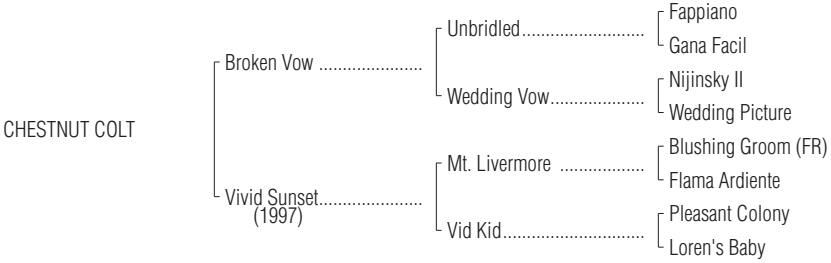 Fappiano
Unbridled
Gana Facil
Broken Vow
Nijinsky II
Wedding Vow
Wedding Picture
CHESTNUT COLT
Blushing Groom (FR)
Mt. Livermore
Flama Ardiente
Vivid Sunset
(1997)
Pleasant Colony
Vid Kid
Loren's Baby